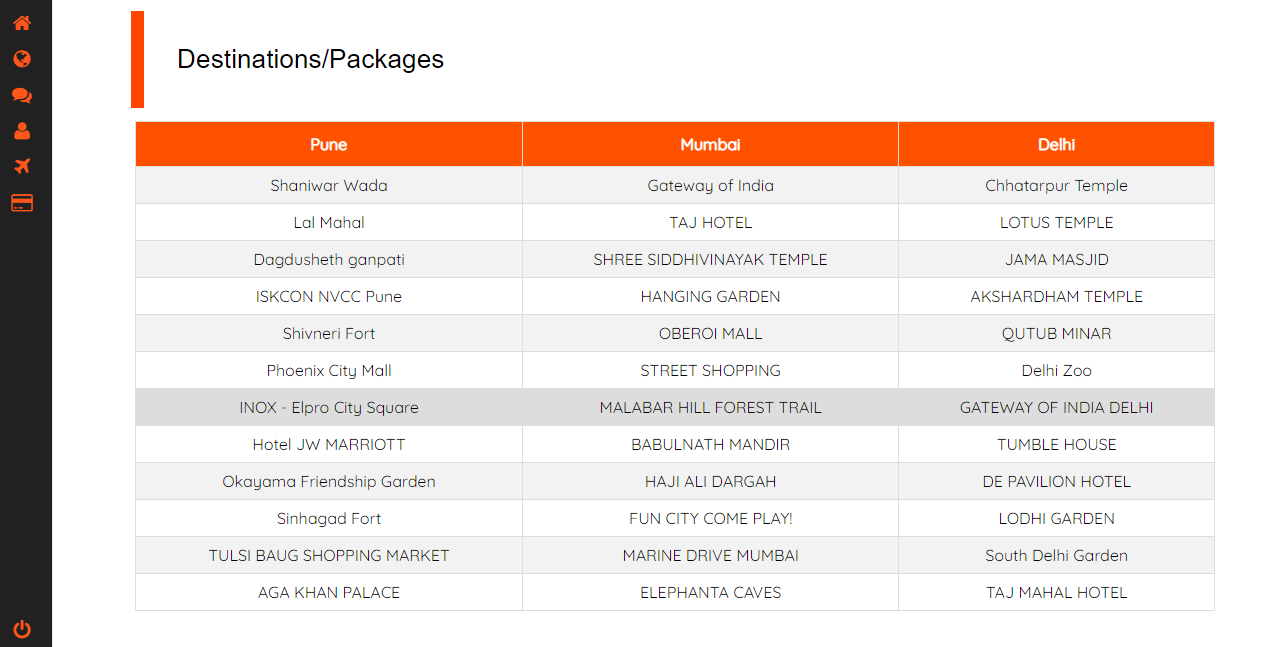 Destinations/Packages
Pune Mumbai Delhi
Shaniwar Wada Gateway of India Chhatarpur Temple
Lal Mahal TAJ HOTEL LOTUS TEMPLE
Dagdusheth ganpati SHREE SIDDHIVINAYAK TEMPLE JAMA MASJID
ISKCON NVCC Pune HANGING GARDEN AKSHARDHAM TEMPLE
Shivneri Fort OBEROI MALL QUTUB MINAR
Phoenix City Mall STREET SHOPPING Delhi Zoo
INOX - Elpro City Square MALABAR HILL FOREST TRAIL GATEWAY OF INDIA DELHI
Hotel JW MARRIOTT BABULNATH MANDIR TUMBLE HOUSE
Okayama Friendship Garden HAJI ALI DARGAH DE PAVILION HOTEL
Sinhagad Fort FUN CITY COME PLAY! LODHI GARDEN
TULSI BAUG SHOPPING MARKET MARINE DRIVE MUMBAI South Delhi Garden
AGA KHAN PALACE ELEPHANTA CAVES TAJ MAHAL HOTEL